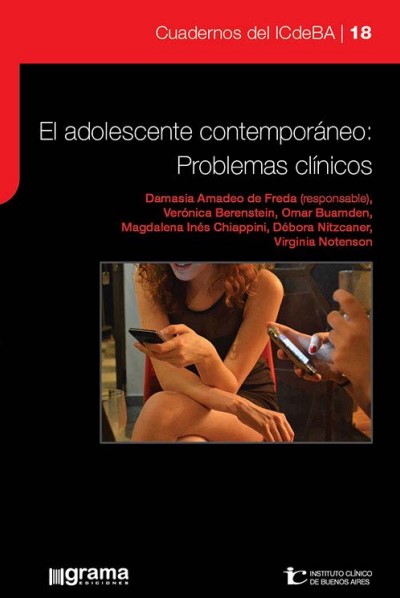 Cuadernos del ICdeBA | 18
El adolescente contemporáneo:
Problemas clínicos
Damasia Amadeo de Freda (responsable),
Verónica Berenstein, Omar Buamden,
Magdalena Inés Chiappini, Débora Nitzcaner,
Virginia Notenson
grama
EDICIONES
ic
INSTITUTO CLÍNICO
DE BUENOS AIRES